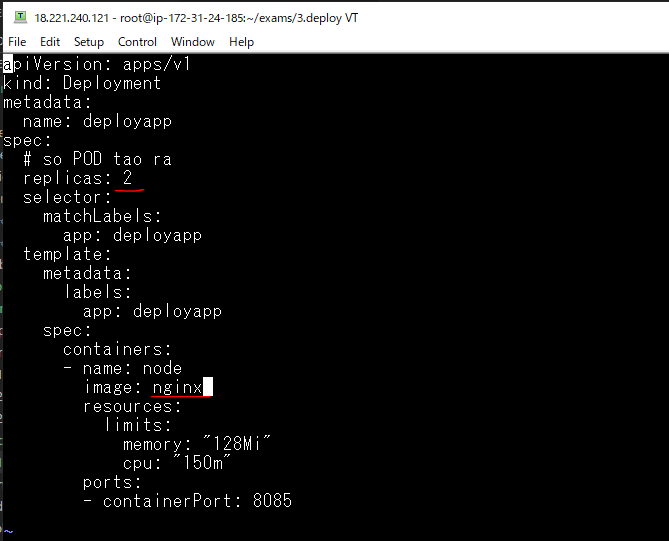 18.221.240.121 - root@ip-172-31-24-185:~/exams/3.deploy VT
File Edit Setup Control Window Help
apiVersion: apps/v1
kind: Deployment
metadata:
  name: deployapp
spec:
  # so POD tao ra
  replicas: 2
  selector:
    matchLabels:
      app: deployapp
  template:
    metadata:
      labels:
        app: deployapp
    spec:
      containers:
      - name: node
        image: nginx
        resources:
          limits:
            memory: "128Mi"
            cpu: "150m"
        ports:
        - containerPort: 8085
~